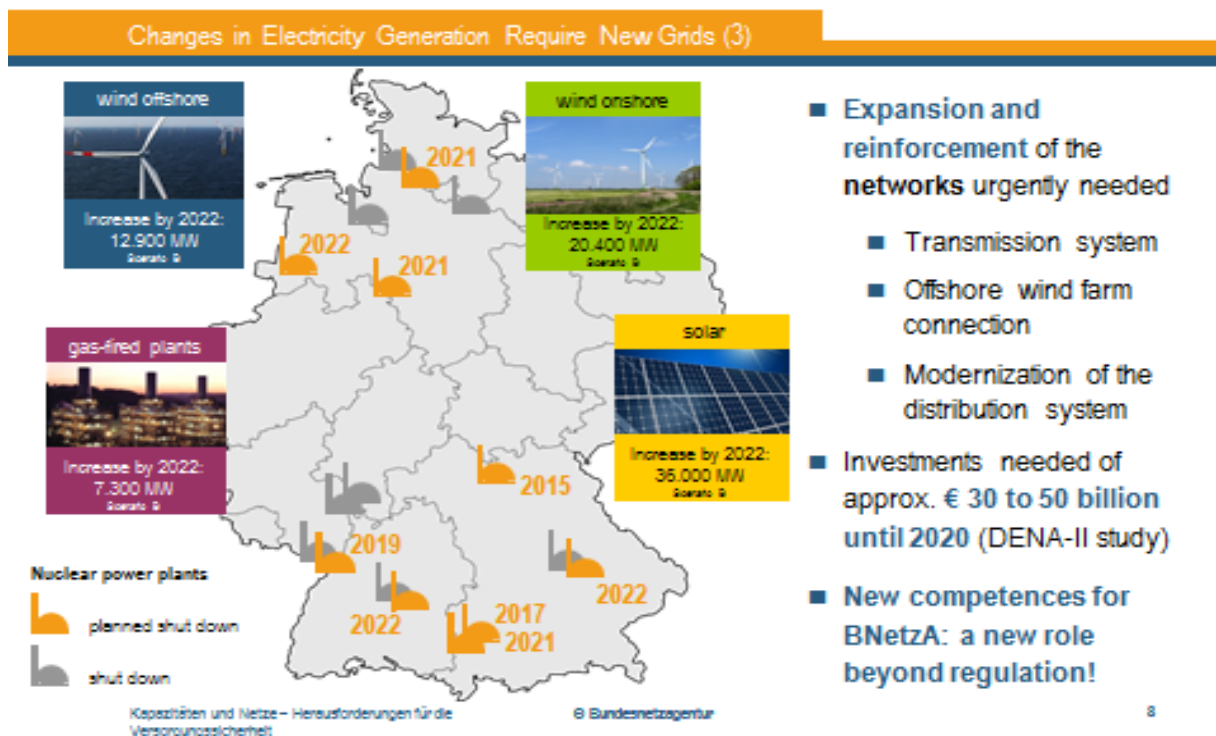 Changes in Electricity Generation Require New Grids (3)
wind offshore
Increase by 2022:
12.900 MW
Scenario B
wind onshore
Increase by 2022:
20.400 MW
Scenario B
2021
2022
2021
gas-fired plants
Increase by 2022:
7.300 MW
Scenario B
solar
Increase by 2022:
36.000 MW
Scenario B
2015
2019
2022
2022
2017
2021
Nuclear power plants
planned shut down
shut down
■ Expansion and
reinforcement of the
networks urgently needed
■ Transmission system
■ Offshore wind farm
connection
■ Modernization of the
distribution system
■ Investments needed of
approx. € 30 to 50 billion
until 2020 (DENA-II study)
■ New competences for
BNetzA: a new role
beyond regulation!
Kapazitäten und Netze – Herausforderungen für die
Versorgungssicherheit
© Bundesnetzagentur
8